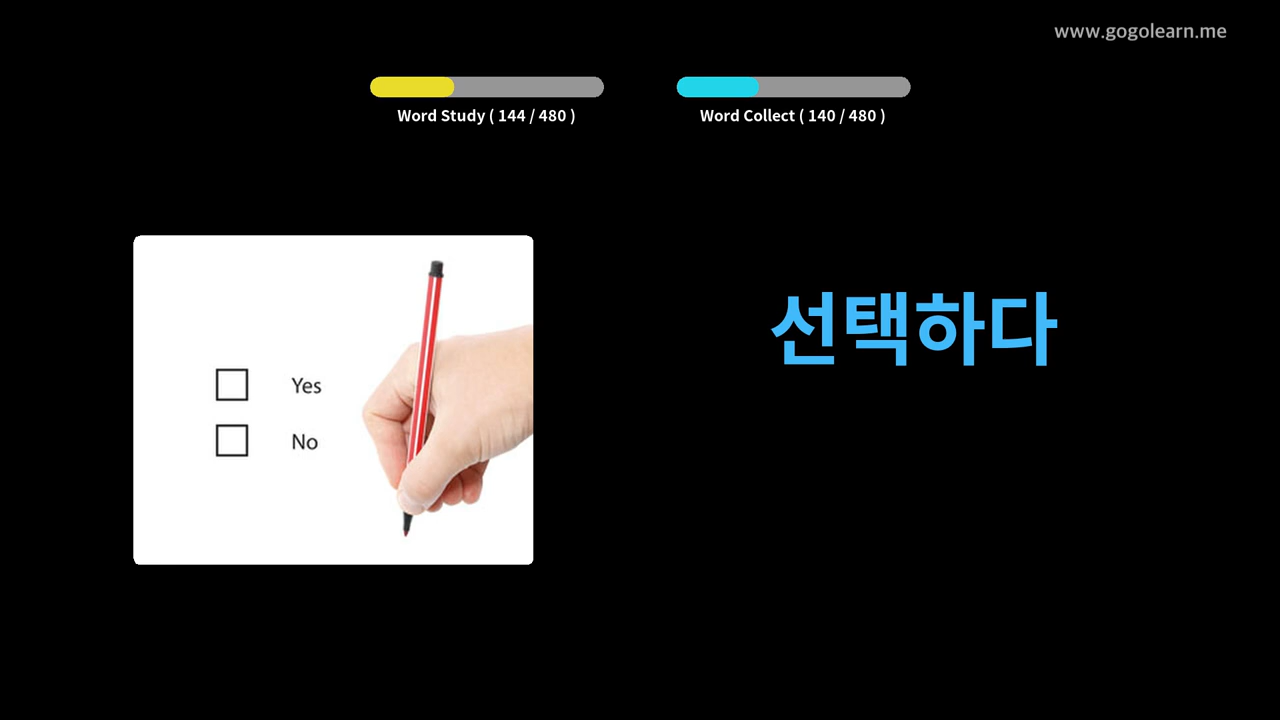 www.gogolearn.me
Word Study ( 144 / 480 )
Word Collect ( 140 / 480 )
선택하다
Yes
No